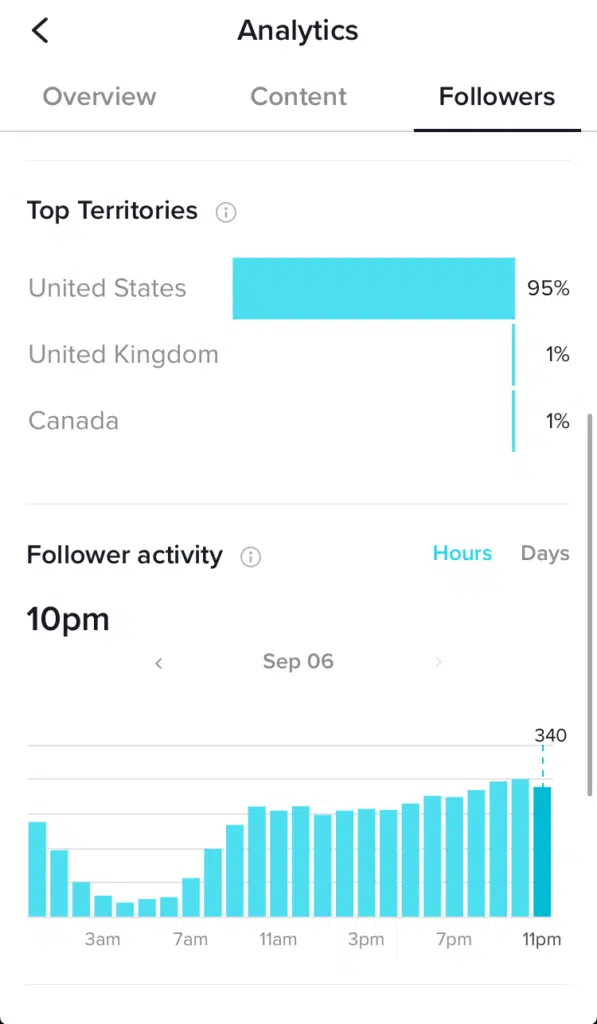 Analytics
Overview Content Followers
Top Territories
United States 95%
United Kingdom 1%
Canada 1%
Follower activity Hours Days
10pm
Sep 06
340
3am 7am 11am 3pm 7pm 11pm